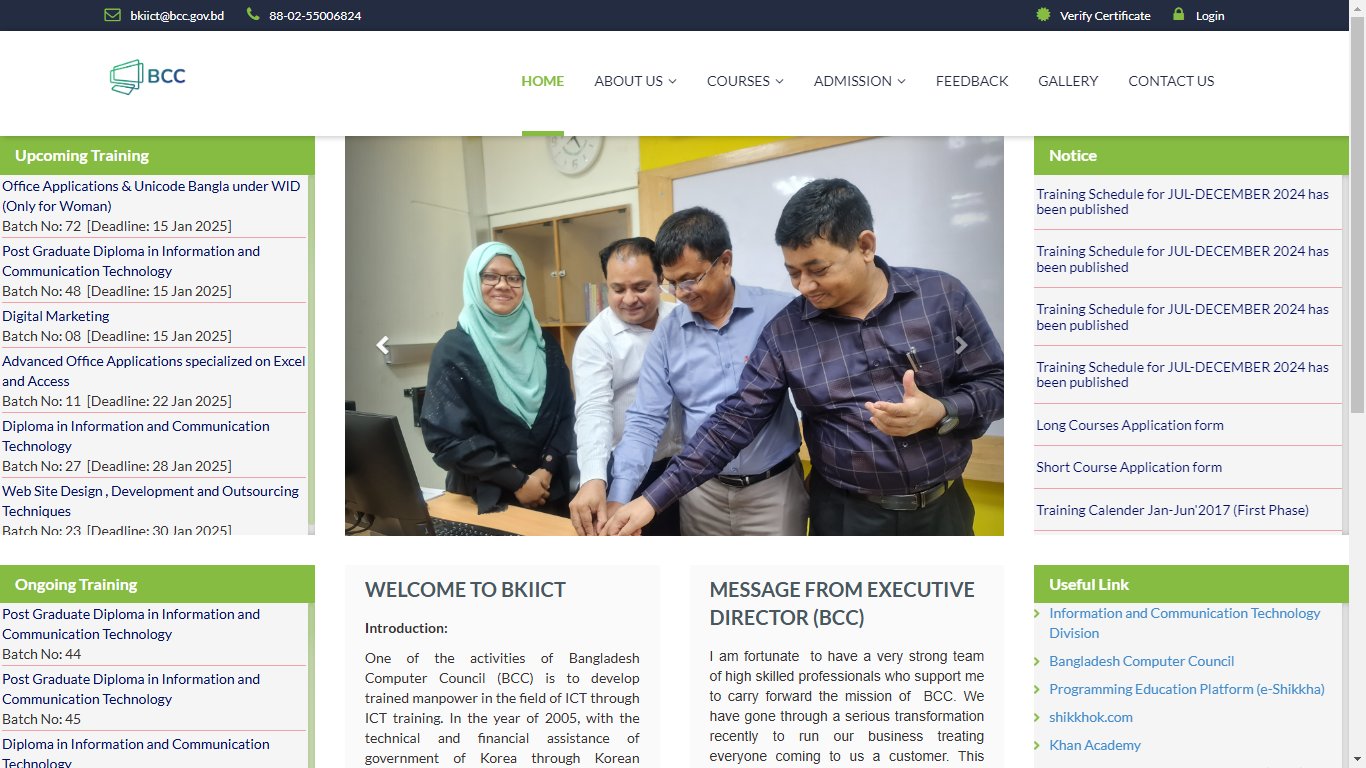 bkiict@bcc.gov.bd
88-02-55006824
Verify Certificate
Login
BCC
HOME
ABOUT US
COURSES
ADMISSION
FEEDBACK
GALLERY
CONTACT US
Upcoming Training
Office Applications & Unicode Bangla under WID
(Only for Woman)
Batch No: 72 [Deadline: 15 Jan 2025]
Post Graduate Diploma in Information and
Communication Technology
Batch No: 48 [Deadline: 15 Jan 2025]
Digital Marketing
Batch No: 08 [Deadline: 15 Jan 2025]
Advanced Office Applications specialized on Excel
and Access
Batch No: 11 [Deadline: 22 Jan 2025]
Diploma in Information and Communication
Technology
Batch No: 27 [Deadline: 28 Jan 2025]
Web Site Design , Development and Outsourcing
Techniques
Batch No: 23 [Deadline: 30 Jan 2025]
Notice
Training Schedule for JUL-DECEMBER 2024 has
been published
Training Schedule for JUL-DECEMBER 2024 has
been published
Training Schedule for JUL-DECEMBER 2024 has
been published
Training Schedule for JUL-DECEMBER 2024 has
been published
Long Courses Application form
Short Course Application form
Training Calender Jan-Jun'2017 (First Phase)
Ongoing Training
Post Graduate Diploma in Information and
Communication Technology
Batch No: 44
Post Graduate Diploma in Information and
Communication Technology
Batch No: 45
Diploma in Information and Communication
Technology
WELCOME TO BKIICT
Introduction:
One of the activities of Bangladesh
Computer Council (BCC) is to develop
trained manpower in the field of ICT through
ICT training. In the year of 2005, with the
technical and financial assistance of
government of Korea through Korean
MESSAGE FROM EXECUTIVE
DIRECTOR (BCC)
I am fortunate to have a very strong team
of high skilled professionals who support me
to carry forward the mission of BCC. We
have gone through a serious transformation
recently to run our business treating
everyone coming to us a customer. This
Useful Link
Information and Communication Technology
Division
Bangladesh Computer Council
Programming Education Platform (e-Shikkha)
shikkhok.com
Khan Academy